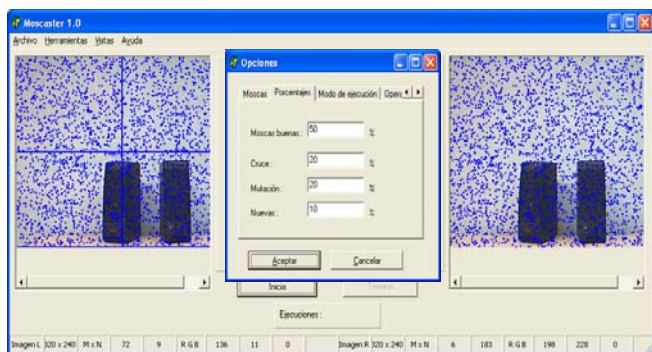 Moscaster 1.0
Archivo Herramientas Vistas Ayuda
Opciones
Moscas Porcentajes Modo de ejecución
Moscas buenas : 50 %
Cruce : 20 %
Mutación : 20 %
Nuevas : 10 %
Aceptar Cancelar
Inicia
Ejecuciones :
Imagen L 320 x 240 M x N 72 9 R G B 136 11 0 Imagen R 320 x 240 M x N 6 183 R G B 198 228 0